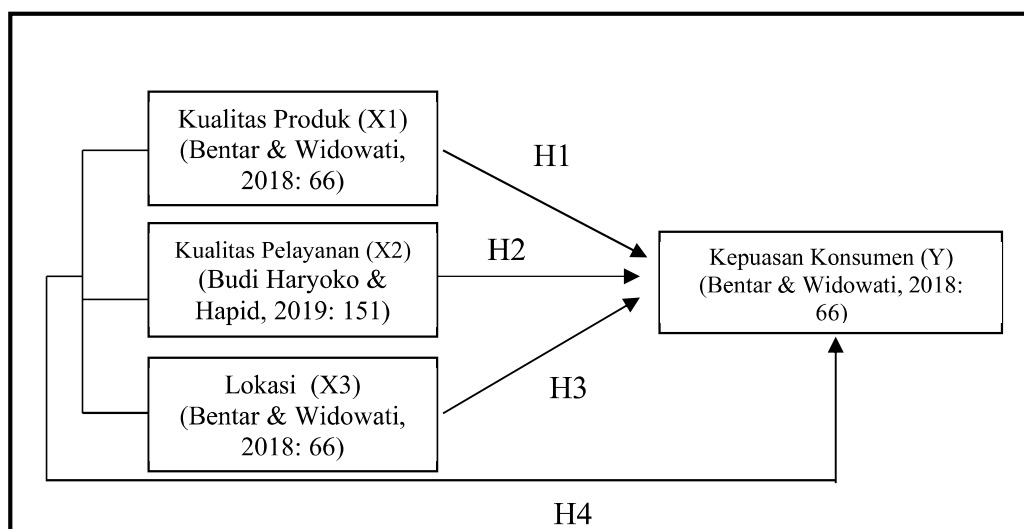 Kualitas Produk (X1)
(Bentar & Widowati,
2018: 66)
H1
Kualitas Pelayanan (X2)
(Budi Haryoko &
Hapid, 2019: 151)
H2
Kepuasan Konsumen (Y)
(Bentar & Widowati, 2018:
66)
Lokasi (X3)
(Bentar & Widowati,
2018: 66)
H3
H4